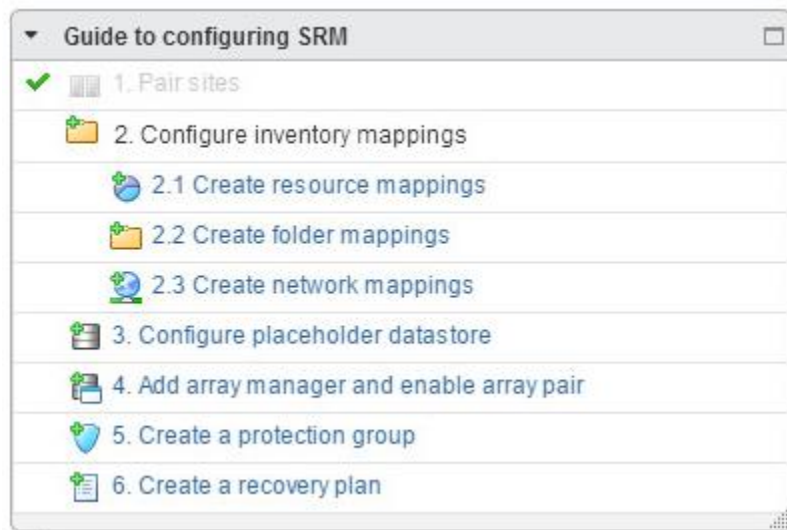 Guide to configuring SRM
1. Pair sites
2. Configure inventory mappings
2.1 Create resource mappings
2.2 Create folder mappings
2.3 Create network mappings
3. Configure placeholder datastore
4. Add array manager and enable array pair
5. Create a protection group
6. Create a recovery plan